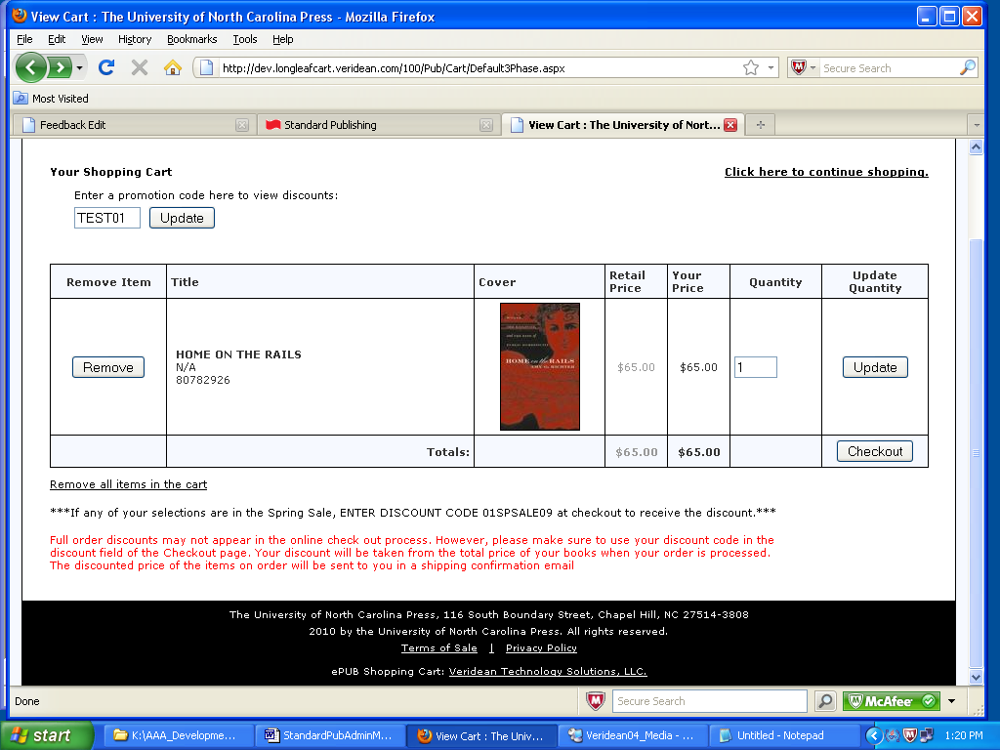 View Cart : The University of North Carolina Press - Mozilla Firefox
File Edit View History Bookmarks Tools Help
http://dev.longleafcart.veridean.com/100/Pub/Cart/Default3Phase.aspx
Secure Search
Most Visited
Feedback Edit
Standard Publishing
View Cart : The University of Nort...
Your Shopping Cart
Click here to continue shopping.
Enter a promotion code here to view discounts:
TEST01 Update
Remove Item Title Cover Retail Price Your Price Quantity Update Quantity
HOME ON THE RAILS
N/A
80782926
HOME on the RAILS
Remove $65.00 $65.00 1 Update
Totals: $65.00 $65.00 Checkout
Remove all items in the cart
***If any of your selections are in the Spring Sale, ENTER DISCOUNT CODE 01SPSALE09 at checkout to receive the discount.***
Full order discounts may not appear in the online check out process. However, please make sure to use your discount code in the
discount field of the Checkout page. Your discount will be taken from the total price of your books when your order is processed.
The discounted price of the items on order will be sent to you in a shipping confirmation email
The University of North Carolina Press, 116 South Boundary Street, Chapel Hill, NC 27514-3808
2010 by the University of North Carolina Press. All rights reserved.
Terms of Sale | Privacy Policy
ePUB Shopping Cart: Veridean Technology Solutions, LLC.
Done
Secure Search
McAfee
start
K:\AAA_Developme...
StandardPubAdminM...
View Cart : The Univ...
Veridean04_Media - ...
Untitled - Notepad
1:20 PM